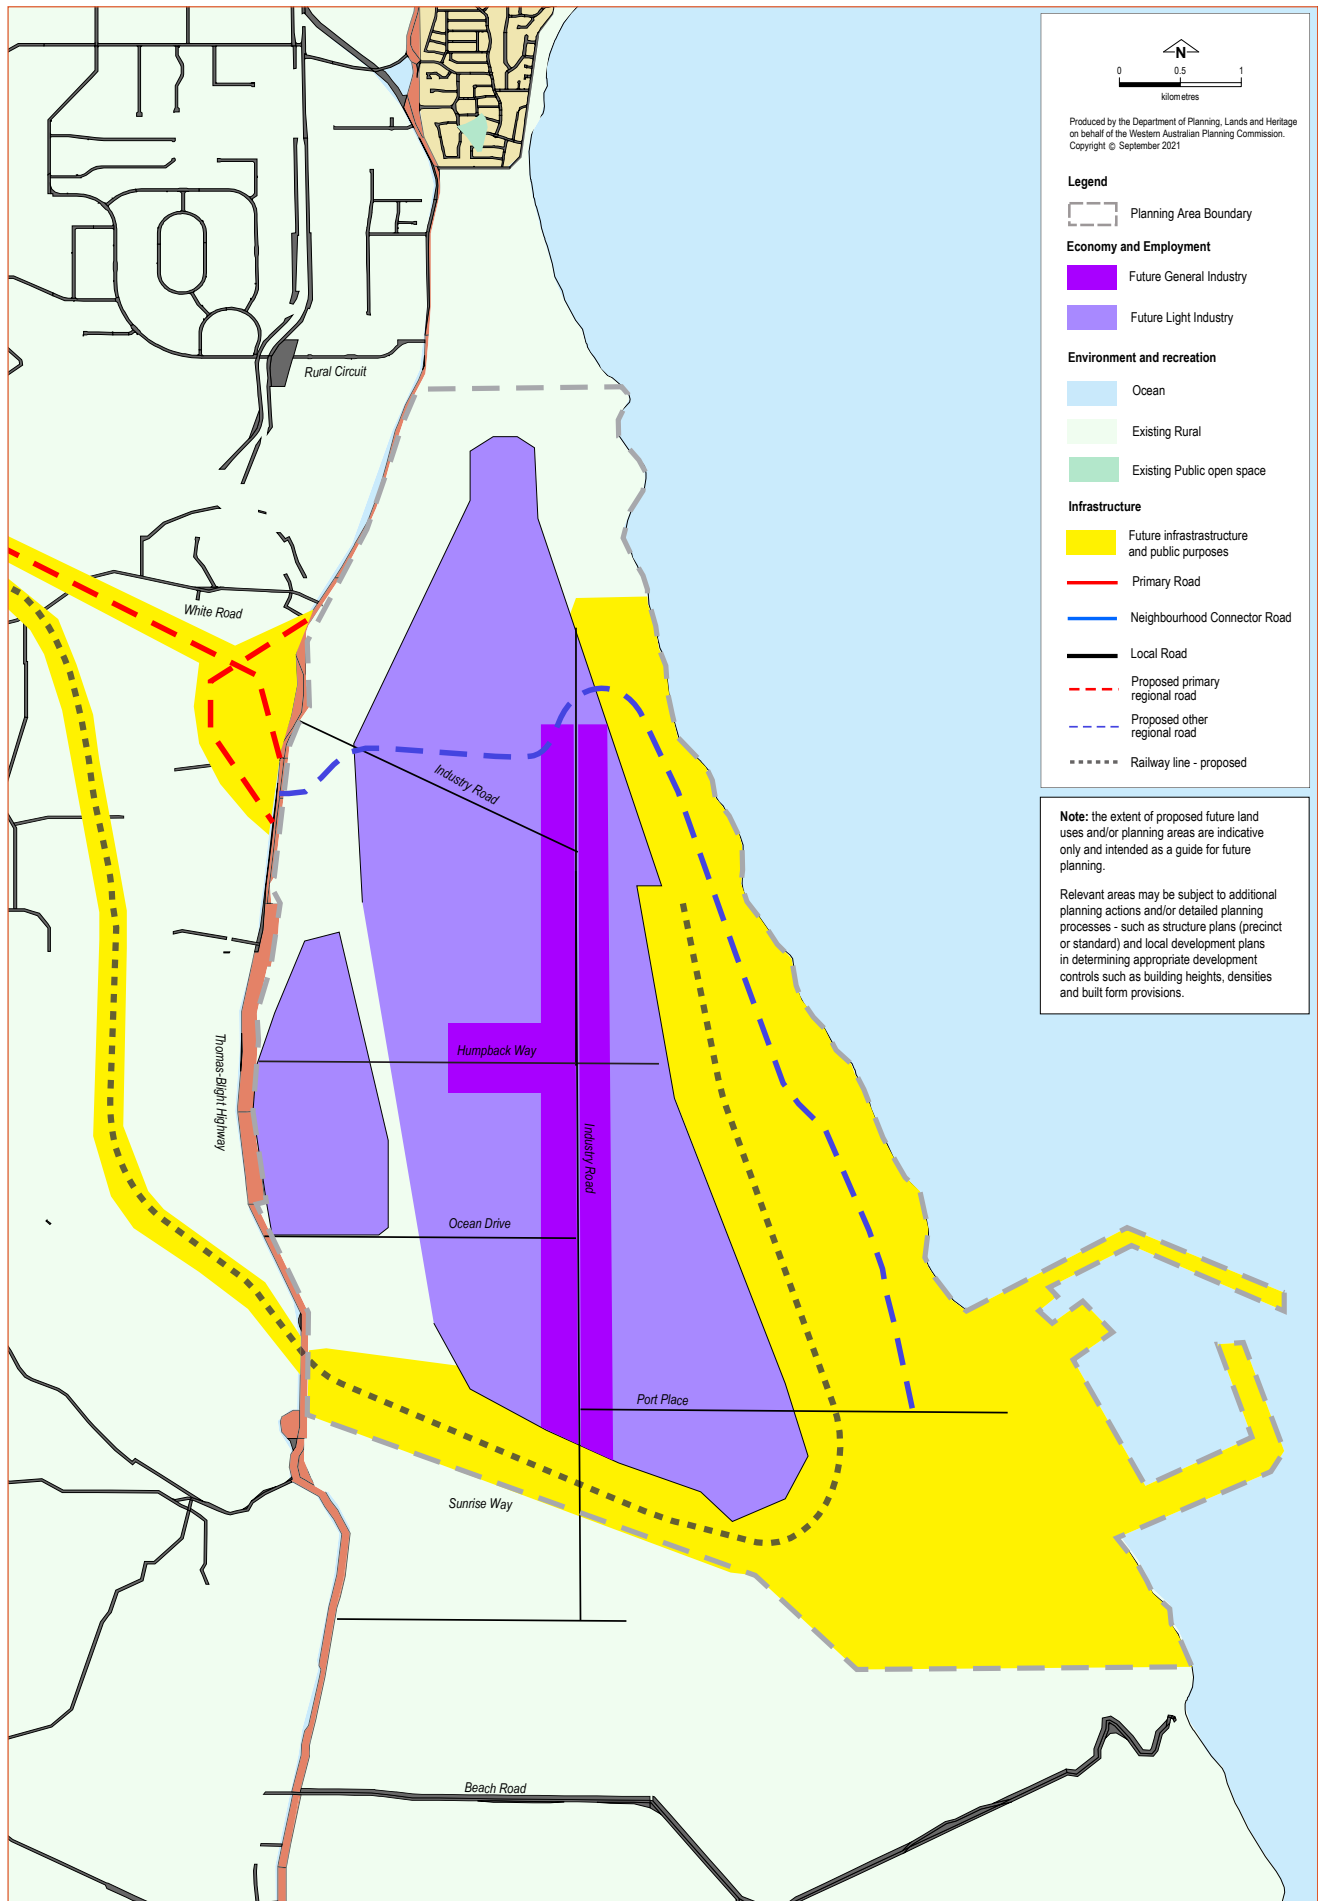 N
0 0.5 1
kilometres
Produced by the Department of Planning, Lands and Heritage
on behalf of the Western Australian Planning Commission.
Copyright © September 2021
Legend
Planning Area Boundary
Economy and Employment
Future General Industry
Future Light Industry
Environment and recreation
Ocean
Existing Rural
Existing Public open space
Infrastructure
Future infrastrastructure
and public purposes
Primary Road
Neighbourhood Connector Road
Local Road
Proposed primary
regional road
Proposed other
regional road
Railway line - proposed
Note: the extent of proposed future land
uses and/or planning areas are indicative
only and intended as a guide for future
planning.
Relevant areas may be subject to additional
planning actions and/or detailed planning
processes - such as structure plans (precinct
or standard) and local development plans
in determining appropriate development
controls such as building heights, densities
and built form provisions.
Rural Circuit
White Road
Industry Road
Humpback Way
Thomas-Blight Highway
Industry Road
Ocean Drive
Port Place
Sunrise Way
Beach Road